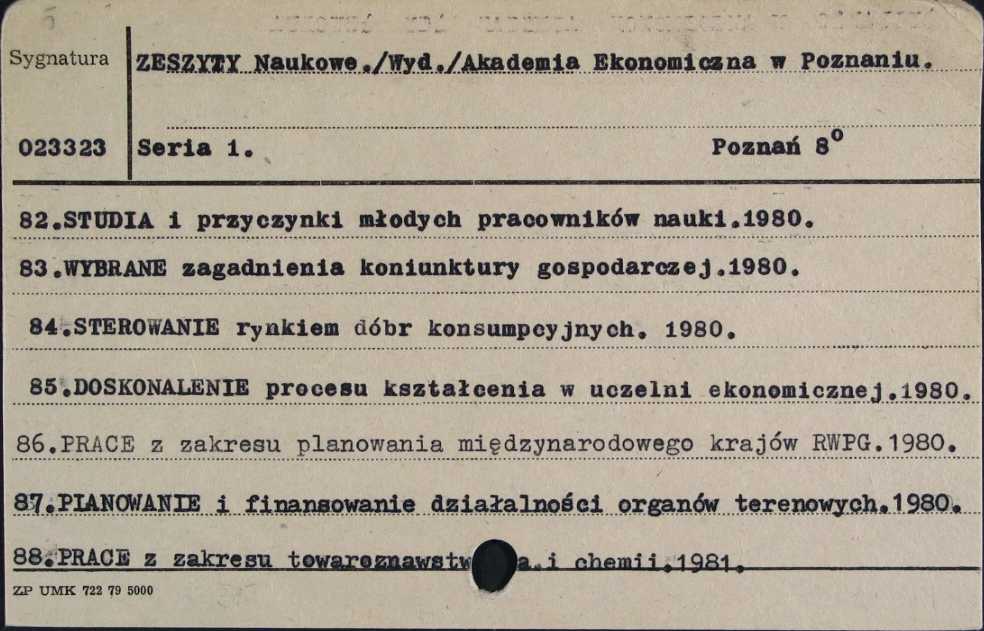 Sygnatura
ZESZYTY Naukowe./Wyd./Akademia Ekonomiczna w Poznaniu.
023323 Seria 1. Poznań 8o
82.STUDIA i przyczynki młodych pracowników nauki.1980.
83.WYBRANE zagadnienia koniunktury gospodarczej.1980.
84.STEROWANIE rynkiem dóbr konsumpcyjnych. 1980.
85.DOSKONALENIE procesu kształcenia w uczelni ekonomicznej.1980.
86.PRACE z zakresu planowania międzynarodowego krajów RWPG.1980.
87.PLANOWANIE i finansowanie działalności organów terenowych.1980.
88.PRACE z zakresu i chemii.1981.
ZP UMK 722 79 5000